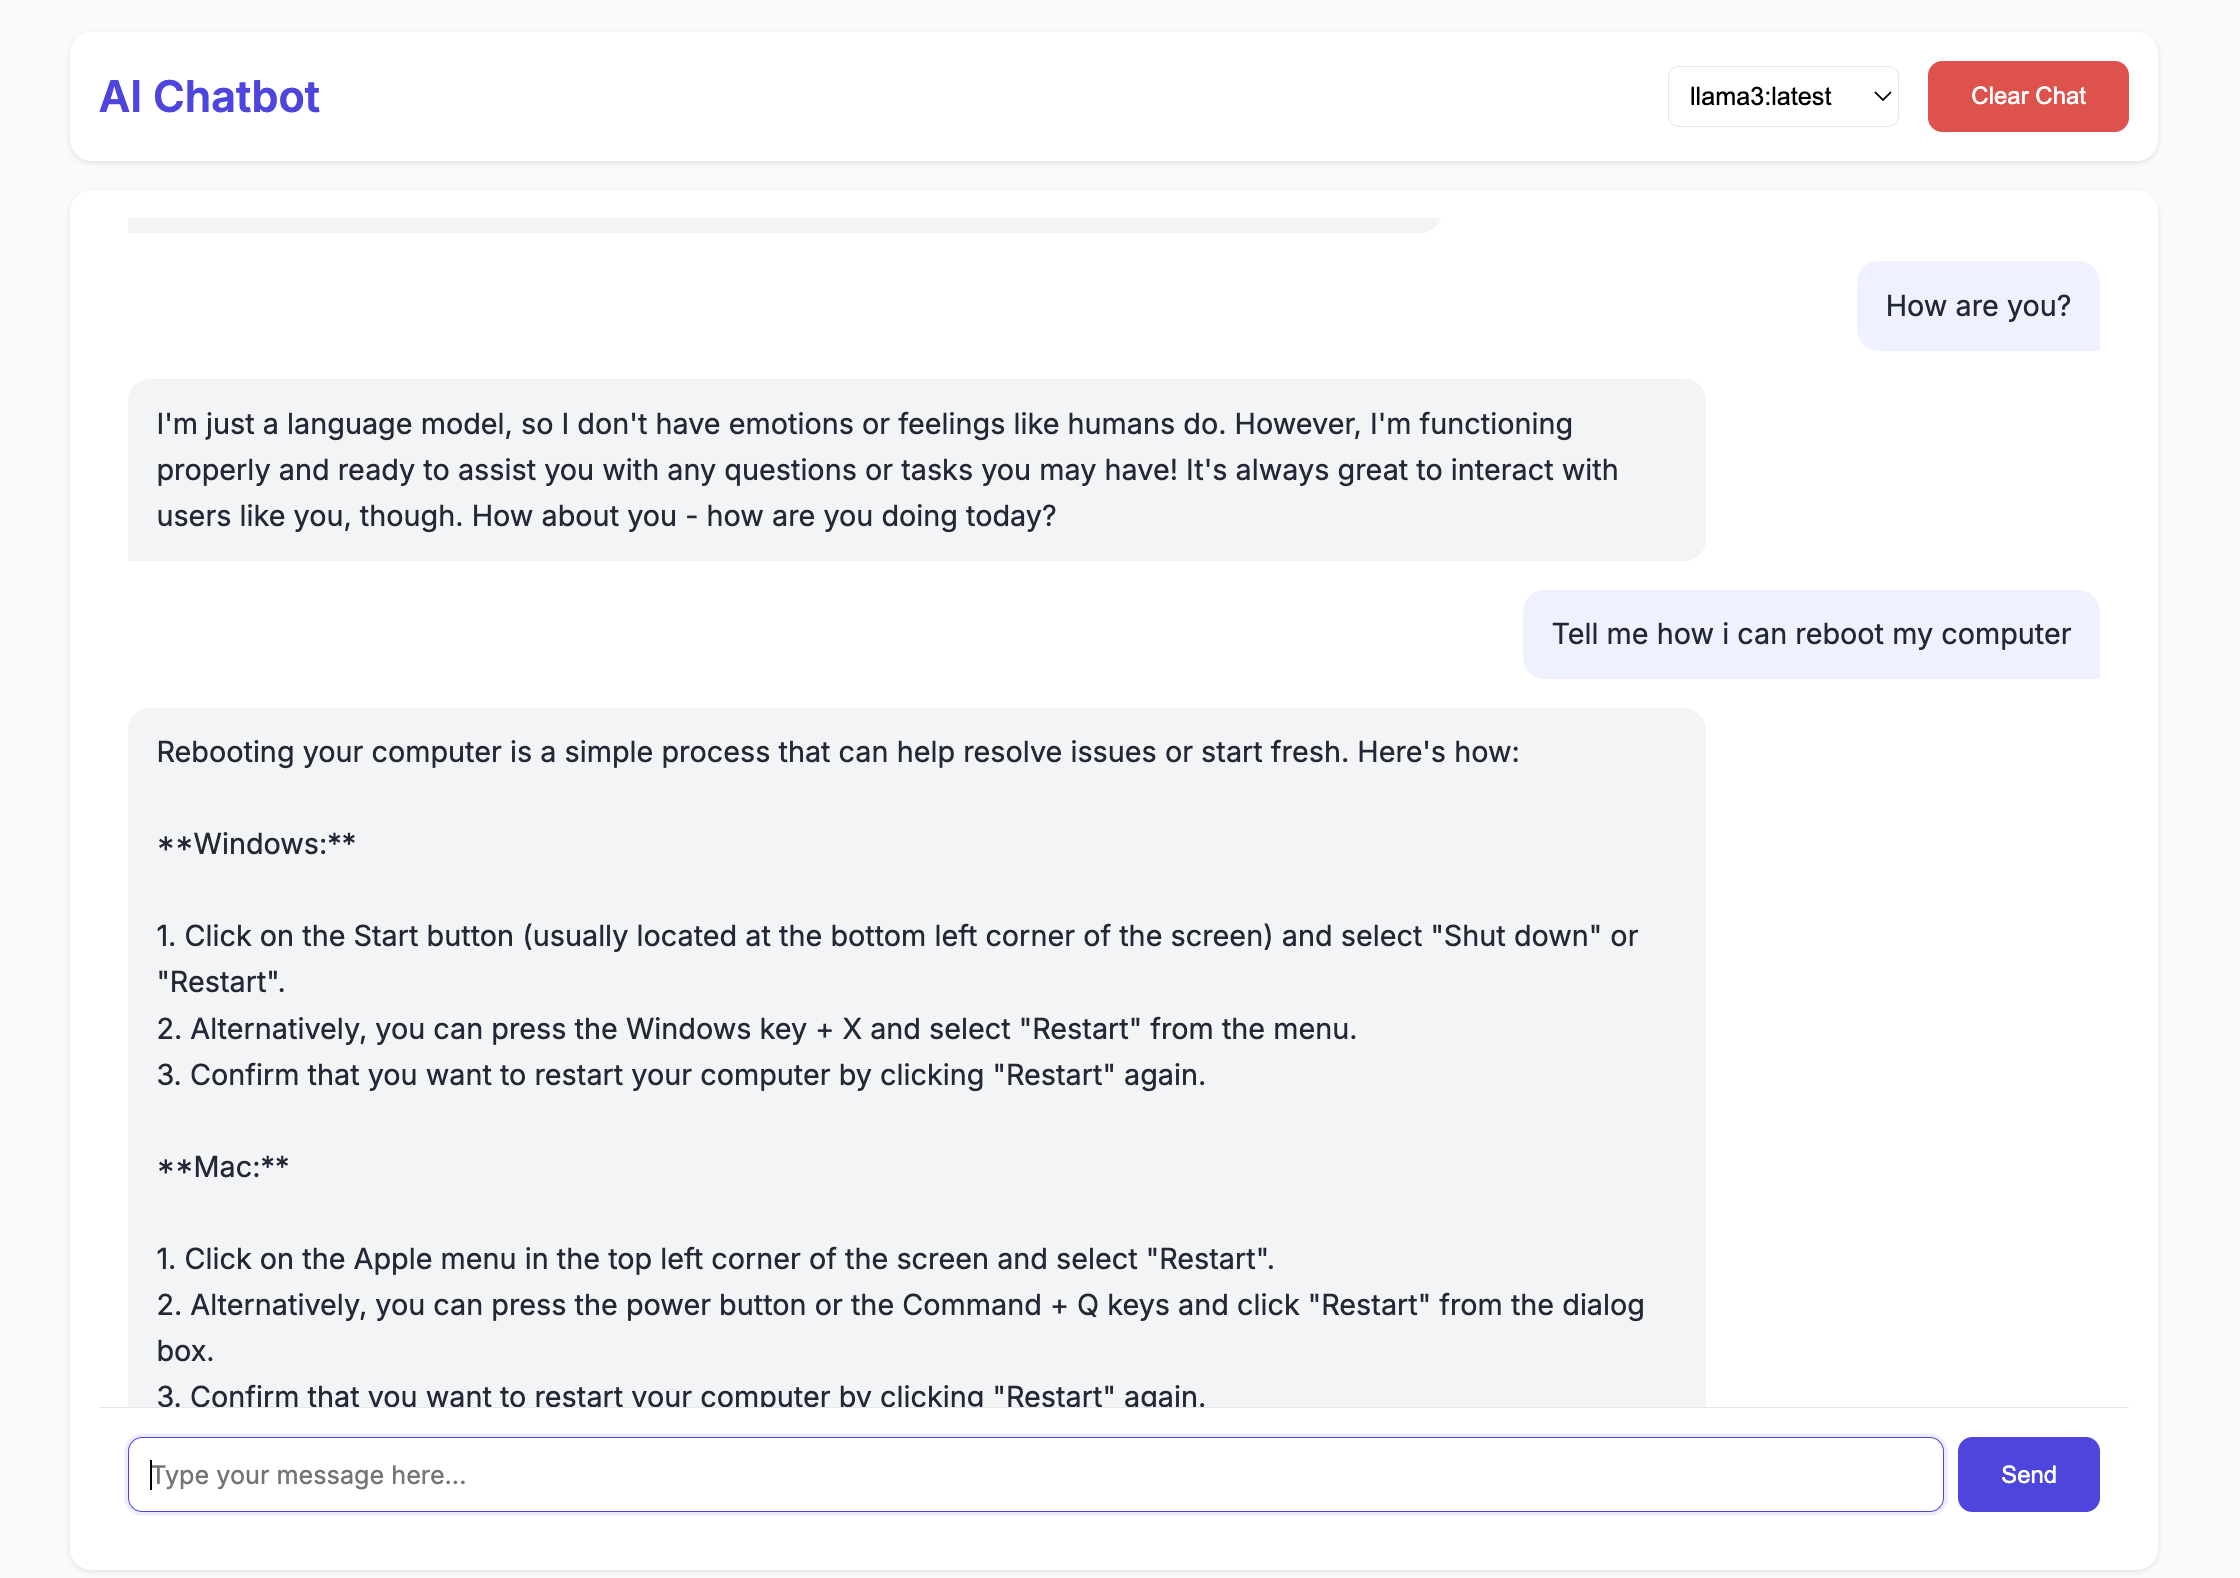 AI Chatbot
llama3:latest
Clear Chat
How are you?
I'm just a language model, so I don't have emotions or feelings like humans do. However, I'm functioning
properly and ready to assist you with any questions or tasks you may have! It's always great to interact with
users like you, though. How about you - how are you doing today?
Tell me how i can reboot my computer
Rebooting your computer is a simple process that can help resolve issues or start fresh. Here's how:
**Windows:**
1. Click on the Start button (usually located at the bottom left corner of the screen) and select "Shut down" or
"Restart".
2. Alternatively, you can press the Windows key + X and select "Restart" from the menu.
3. Confirm that you want to restart your computer by clicking "Restart" again.
**Mac:**
1. Click on the Apple menu in the top left corner of the screen and select "Restart".
2. Alternatively, you can press the power button or the Command + Q keys and click "Restart" from the dialog
box.
3. Confirm that you want to restart your computer by clicking "Restart" again.
Type your message here...
Send